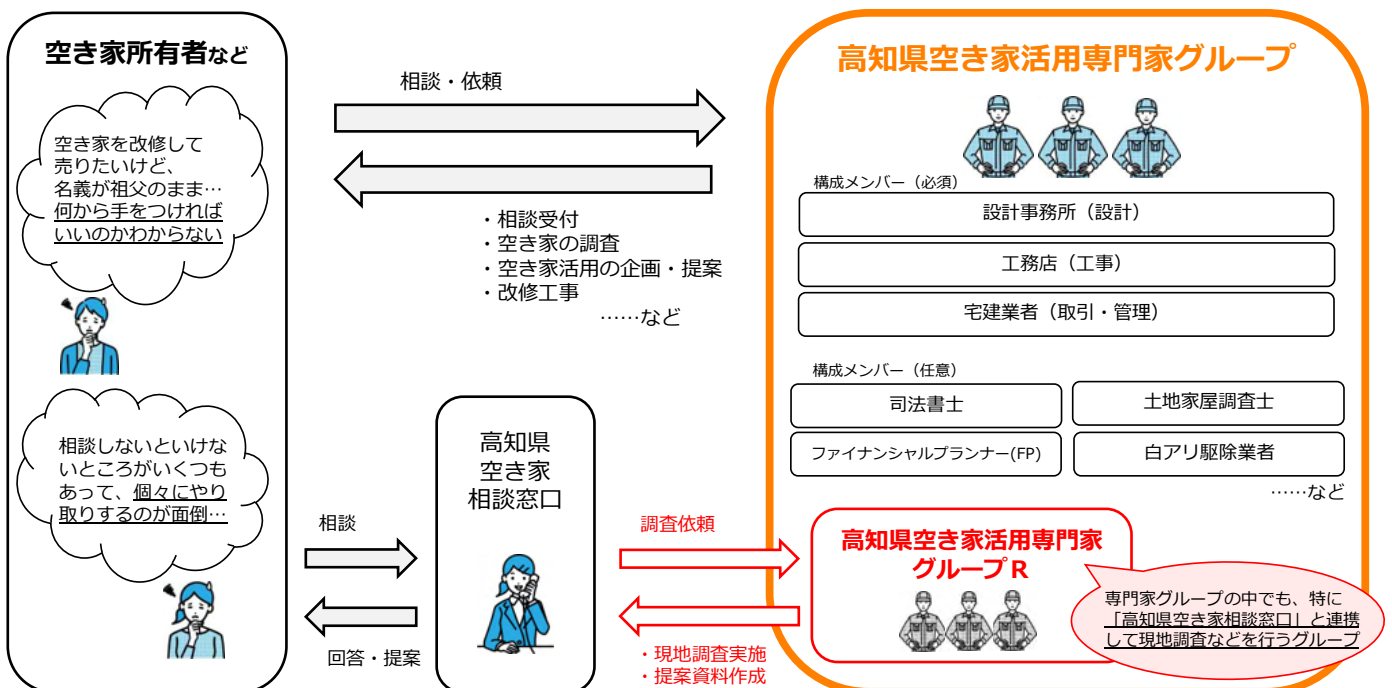 空き家所有者など
空き家を改修して
売りたいけど、
名義が祖父のまま…
何から手をつければ
いいのかわからない
相談しないといけな
いところがいくつも
あって、個々にやり
取りするのが面倒…
相談・依頼
・相談受付
・空き家の調査
・空き家活用の企画・提案
・改修工事
……など
相談
回答・提案
高知県
空き家
相談窓口
調査依頼
・現地調査実施
・提案資料作成
高知県空き家活用専門家グループ
構成メンバー（必須）
設計事務所（設計）
工務店（工事）
宅建業者（取引・管理）
構成メンバー（任意）
司法書士
土地家屋調査士
ファイナンシャルプランナー(FP)
白アリ駆除業者
……など
高知県空き家活用専門家
グループＲ
専門家グループの中でも、特に
「高知県空き家相談窓口」と連携
して現地調査などを行うグループ